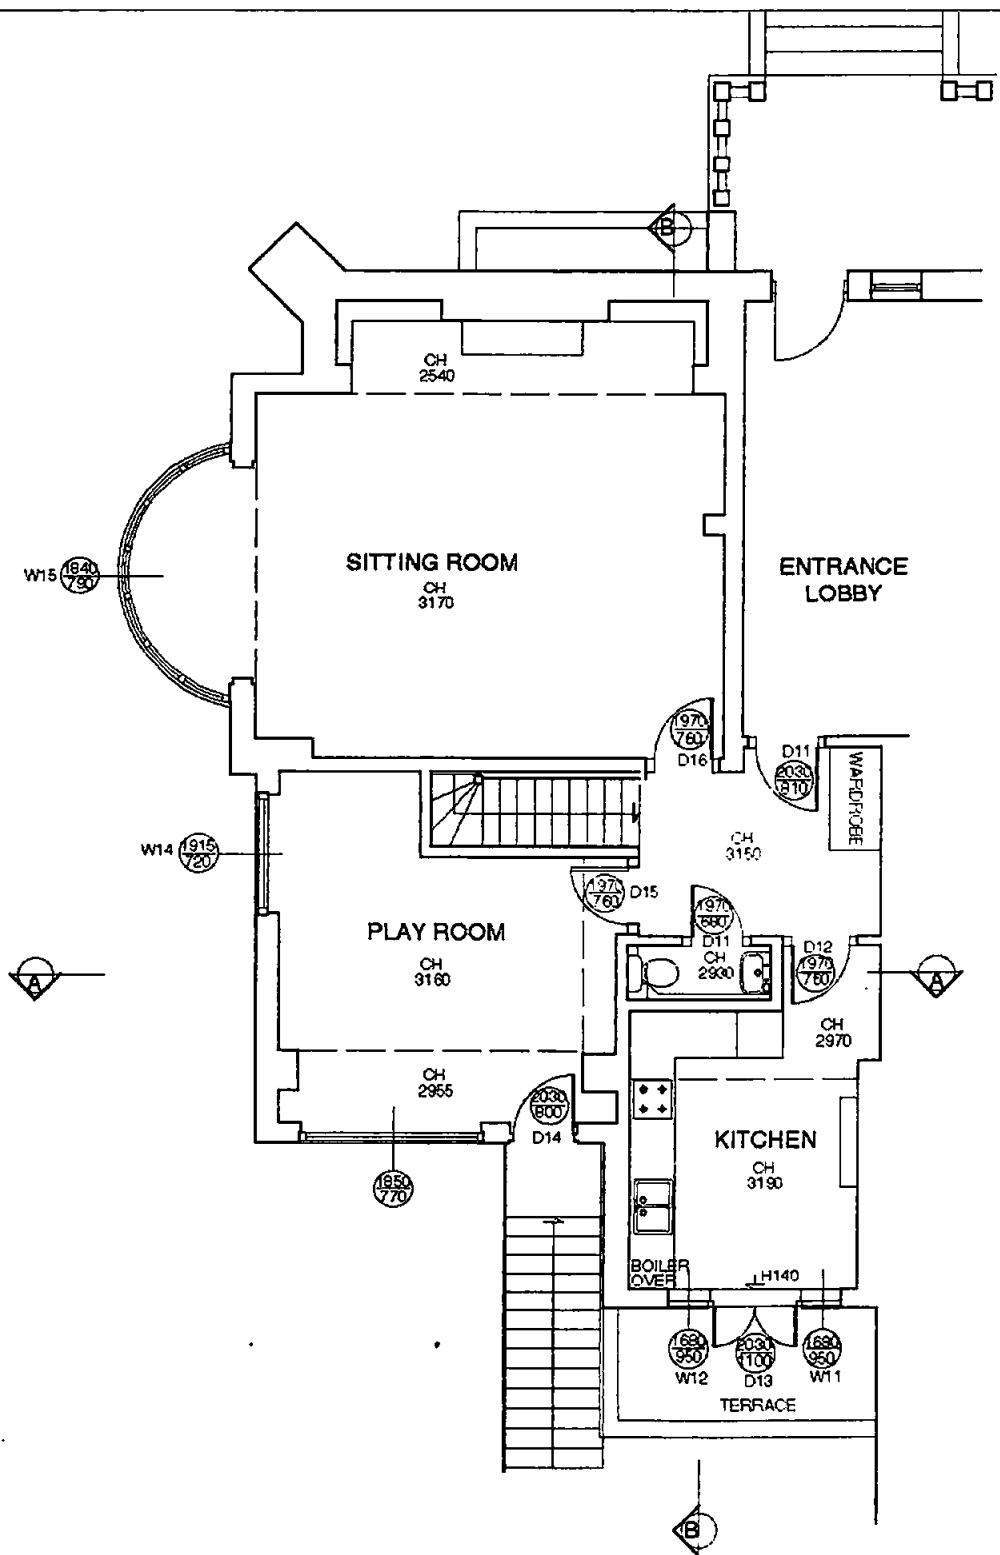 B
CH
2540
SITTING ROOM
CH
3170
ENTRANCE
LOBBY
W15
1840
790
1970
760
D16
D11
2030
810
WARDROBE
CH
3150
W14
1915
720
1970
760
D15
1970
680
D11
CH
2930
D12
1970
760
PLAY ROOM
CH
3160
A
A
CH
2970
CH
2955
2030
800
D14
KITCHEN
CH
3190
1850
770
BOILER
OVER
H140
1680
950
W12
2030
1100
D13
1680
950
W11
TERRACE
B